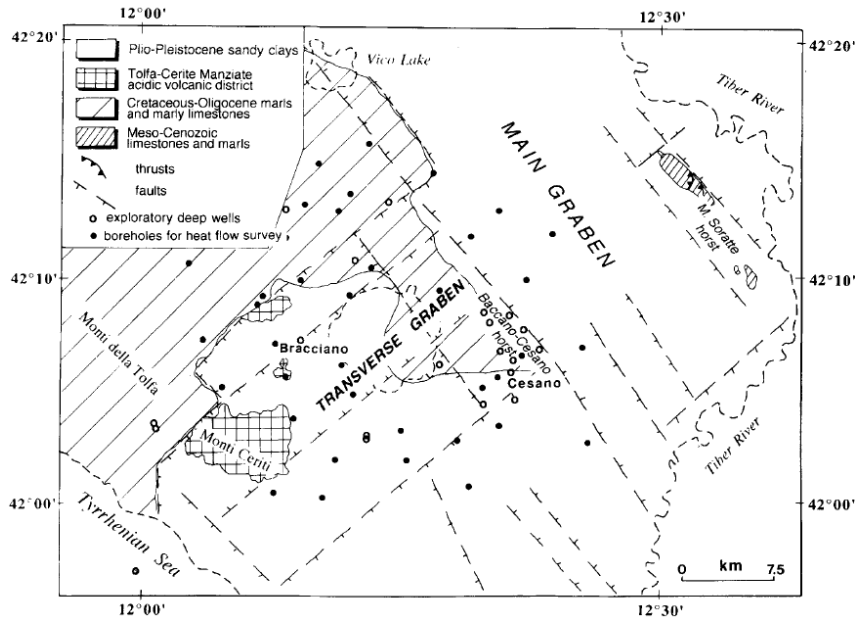 12°00'
12°30'
42°20'
42°20'
Plio-Pleistocene sandy clays
Tolfa-Cerite Manziate
acidic volcanic district
Cretaceous-Oligocene marls
and marly limestones
Meso-Cenozoic
limestones and marls
thrusts
faults
exploratory deep wells
boreholes for heat flow survey
Vico Lake
Tiber River
MAIN GRABEN
M. Soratte
horst
42°10'
42°10'
Monti della Tolfa
Bracciano
TRANSVERSE GRABEN
Baccano-Cesano
horst
Cesano
Monti Ceriti
Tiber River
42°00'
42°00'
Tyrrhenian Sea
0 km 7.5
12°00'
12°30'